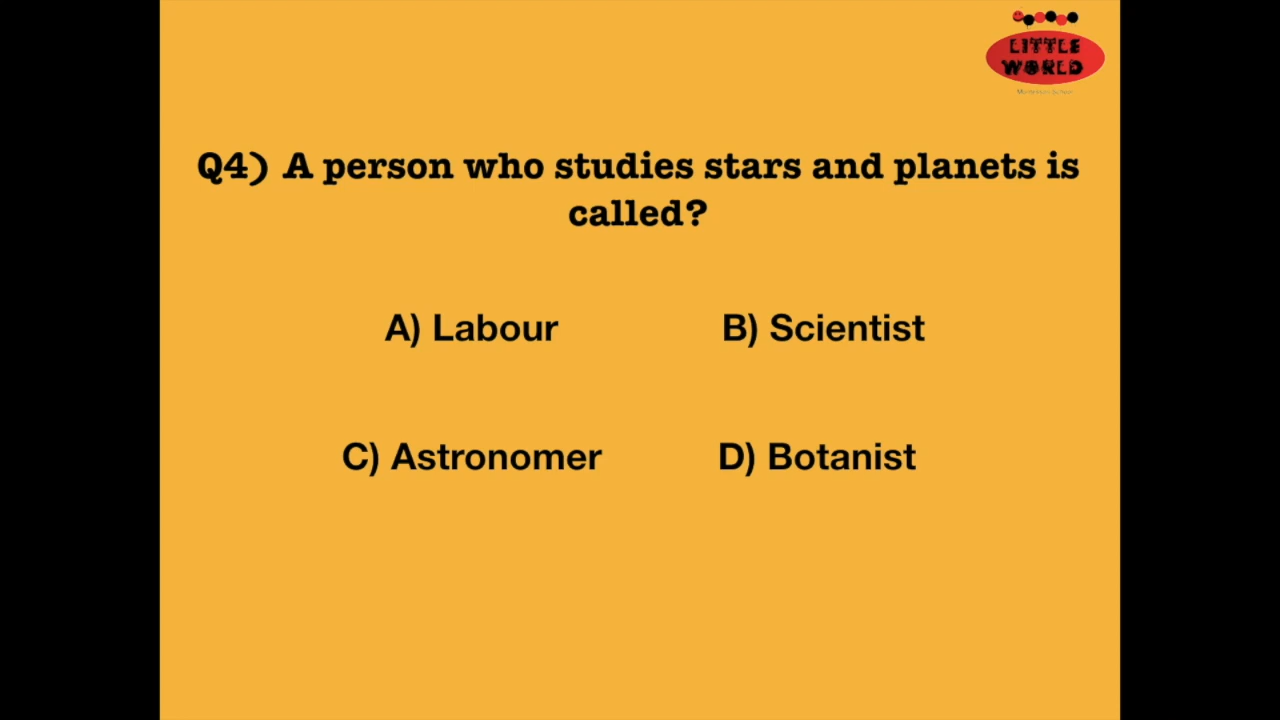 LITTLE
WORLD
Q4) A person who studies stars and planets is
called?
A) Labour
B) Scientist
C) Astronomer
D) Botanist